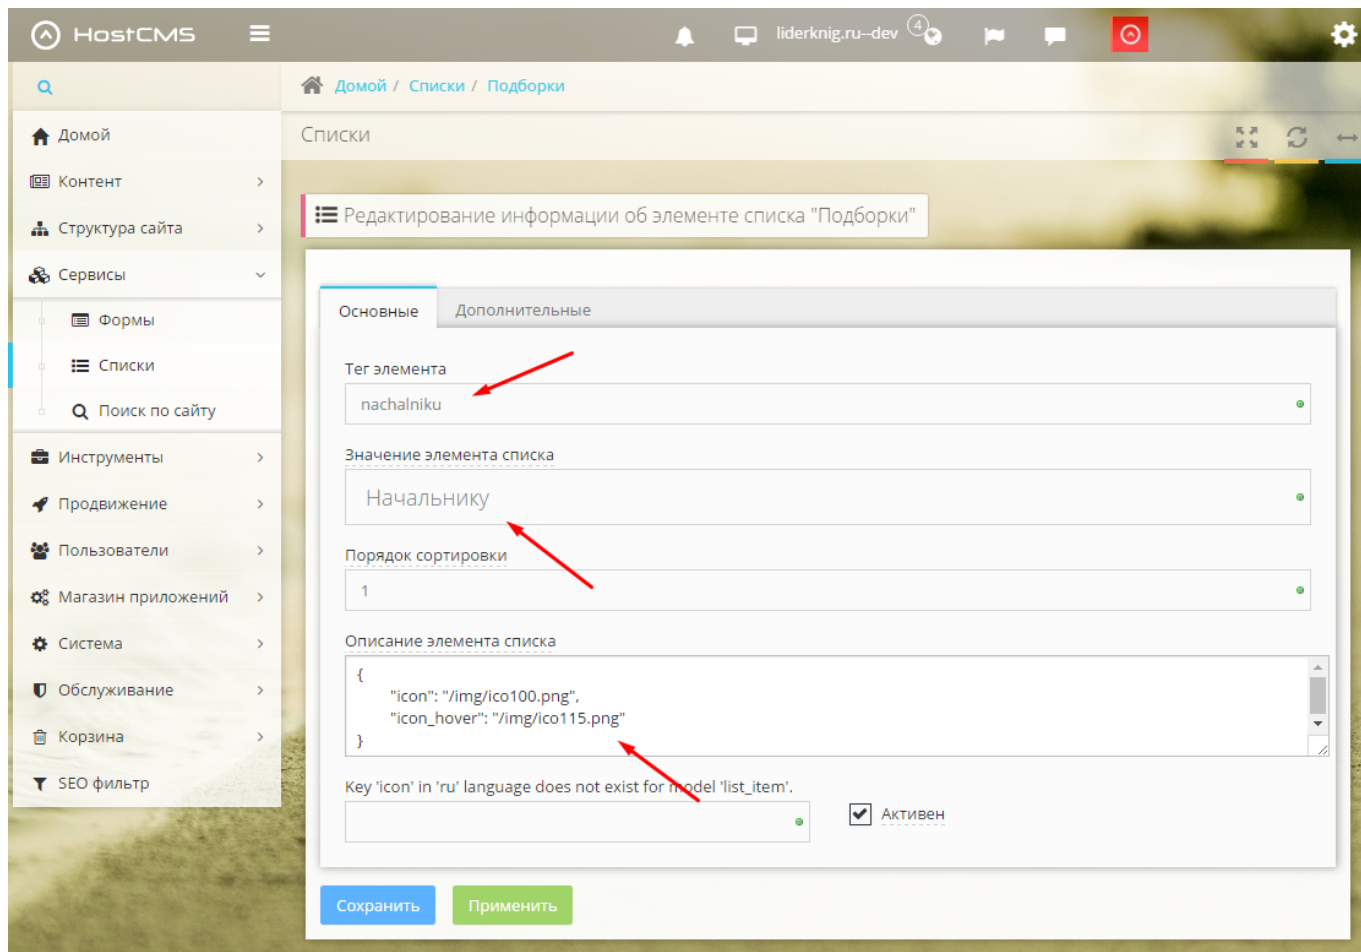 HostCMS
liderknig.ru--dev 4
Домой / Списки / Подборки
Домой
Контент
Структура сайта
Сервисы
Формы
Списки
Поиск по сайту
Инструменты
Продвижение
Пользователи
Магазин приложений
Система
Обслуживание
Корзина
SEO фильтр
Списки
Редактирование информации об элементе списка "Подборки"
Основные Дополнительные
Тег элемента
nachalniku
Значение элемента списка
Начальнику
Порядок сортировки
1
Описание элемента списка
{
"icon": "/img/ico100.png",
"icon_hover": "/img/ico115.png"
}
Key 'icon' in 'ru' language does not exist for model 'list_item'.
Активен
Сохранить Применить